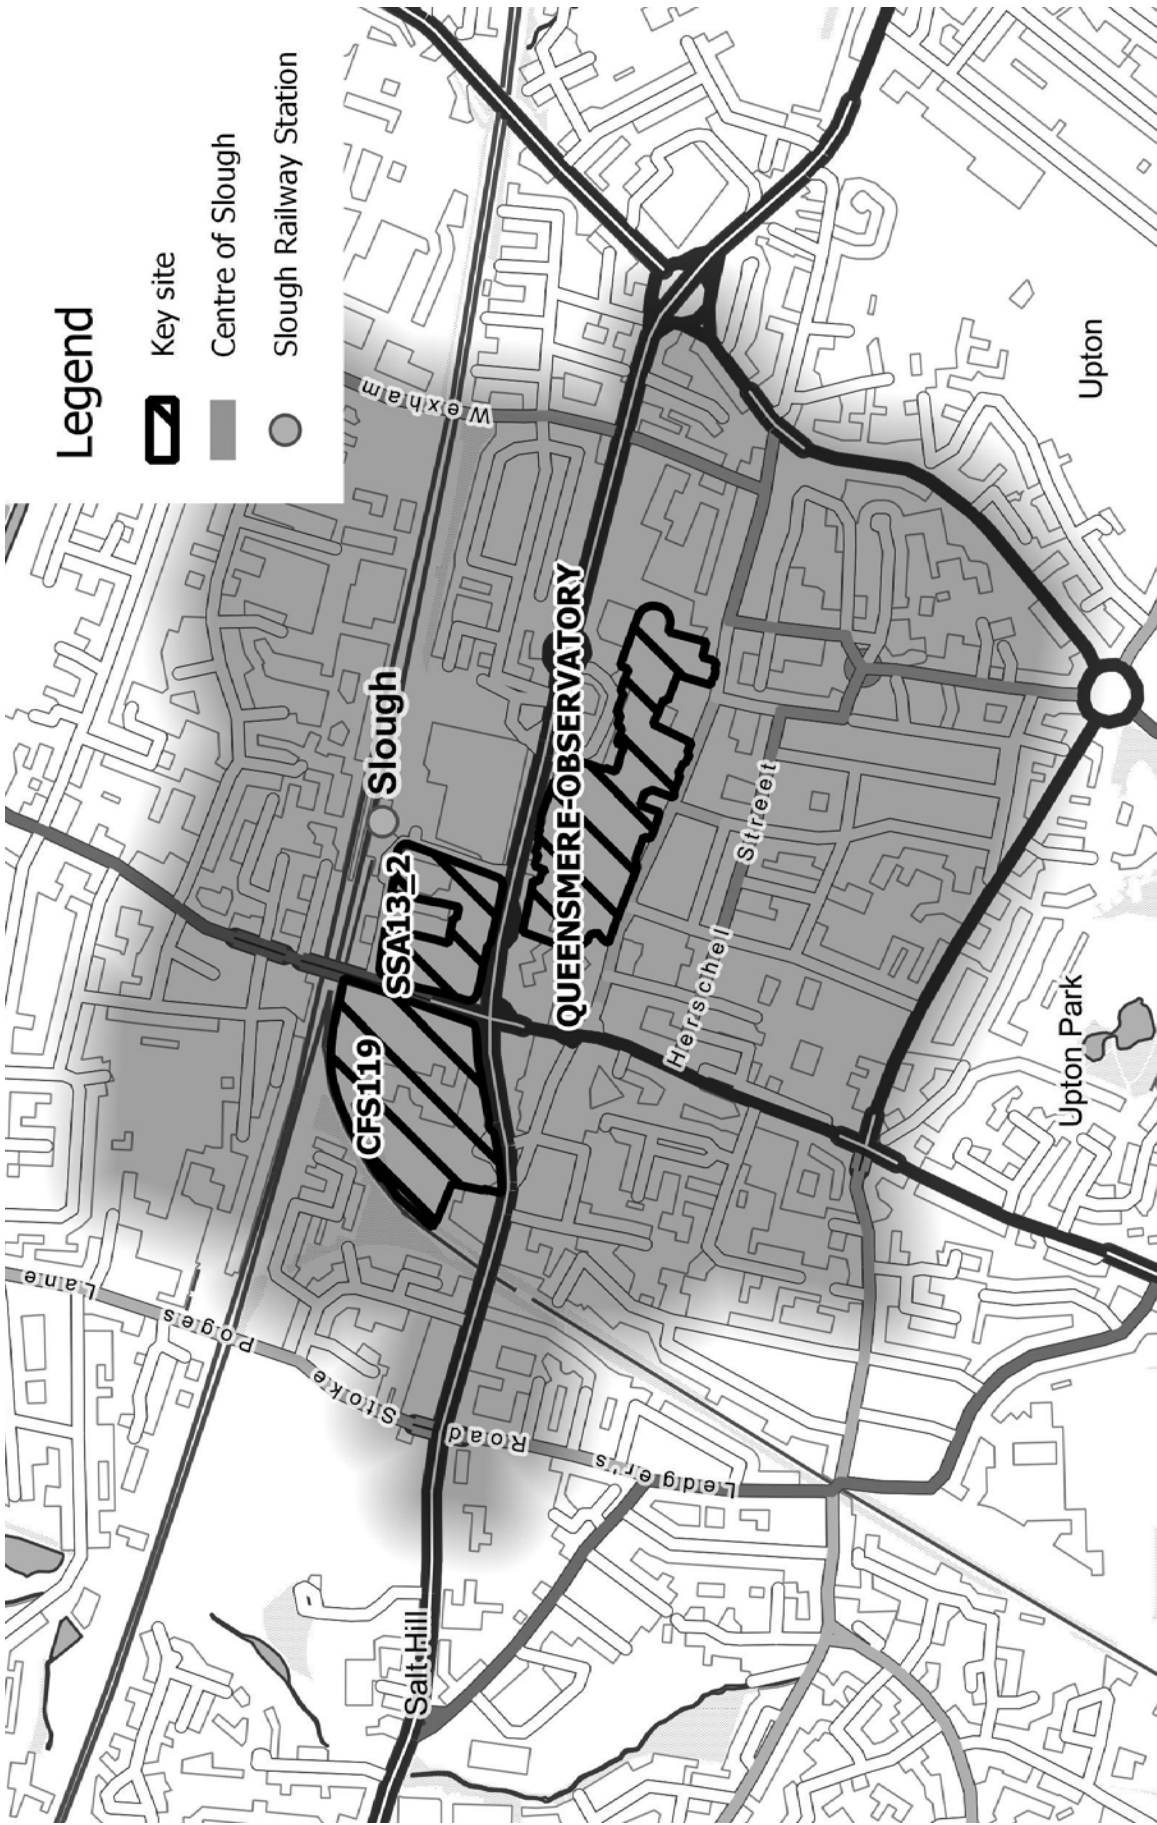 Legend
Key site
Centre of Slough
Slough Railway Station
Wexham
Slough
SSA13_2
CFS119
QUEENSMERE-OBSERVATORY
Herschel Street
Stoke Poges Lane
Ledger's Road
Salt Hill
Upton
Upton Park